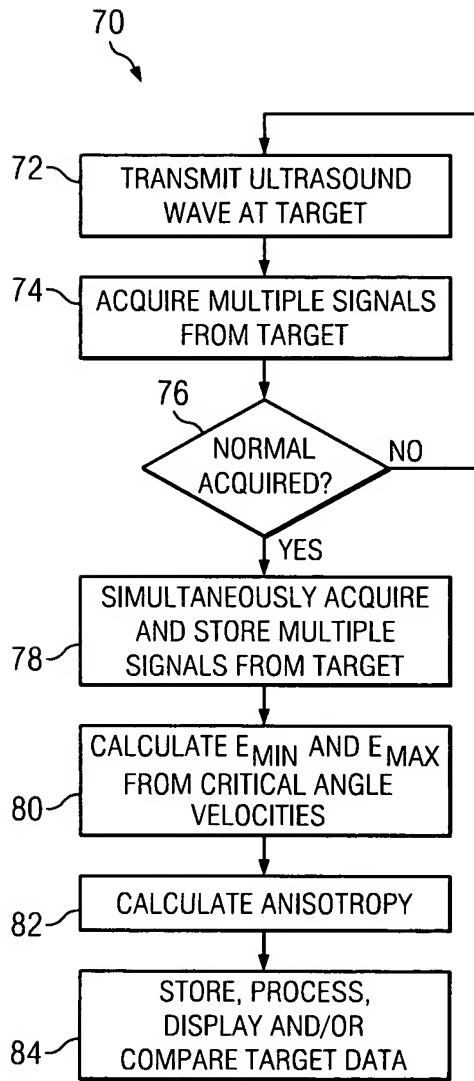 70
72
TRANSMIT ULTRASOUND
WAVE AT TARGET
74
ACQUIRE MULTIPLE SIGNALS
FROM TARGET
76
NORMAL
ACQUIRED?
NO
YES
78
SIMULTANEOUSLY ACQUIRE
AND STORE MULTIPLE
SIGNALS FROM TARGET
80
CALCULATE EMIN AND EMAX
FROM CRITICAL ANGLE
VELOCITIES
82
CALCULATE ANISOTROPY
84
STORE, PROCESS,
DISPLAY AND/OR
COMPARE TARGET DATA